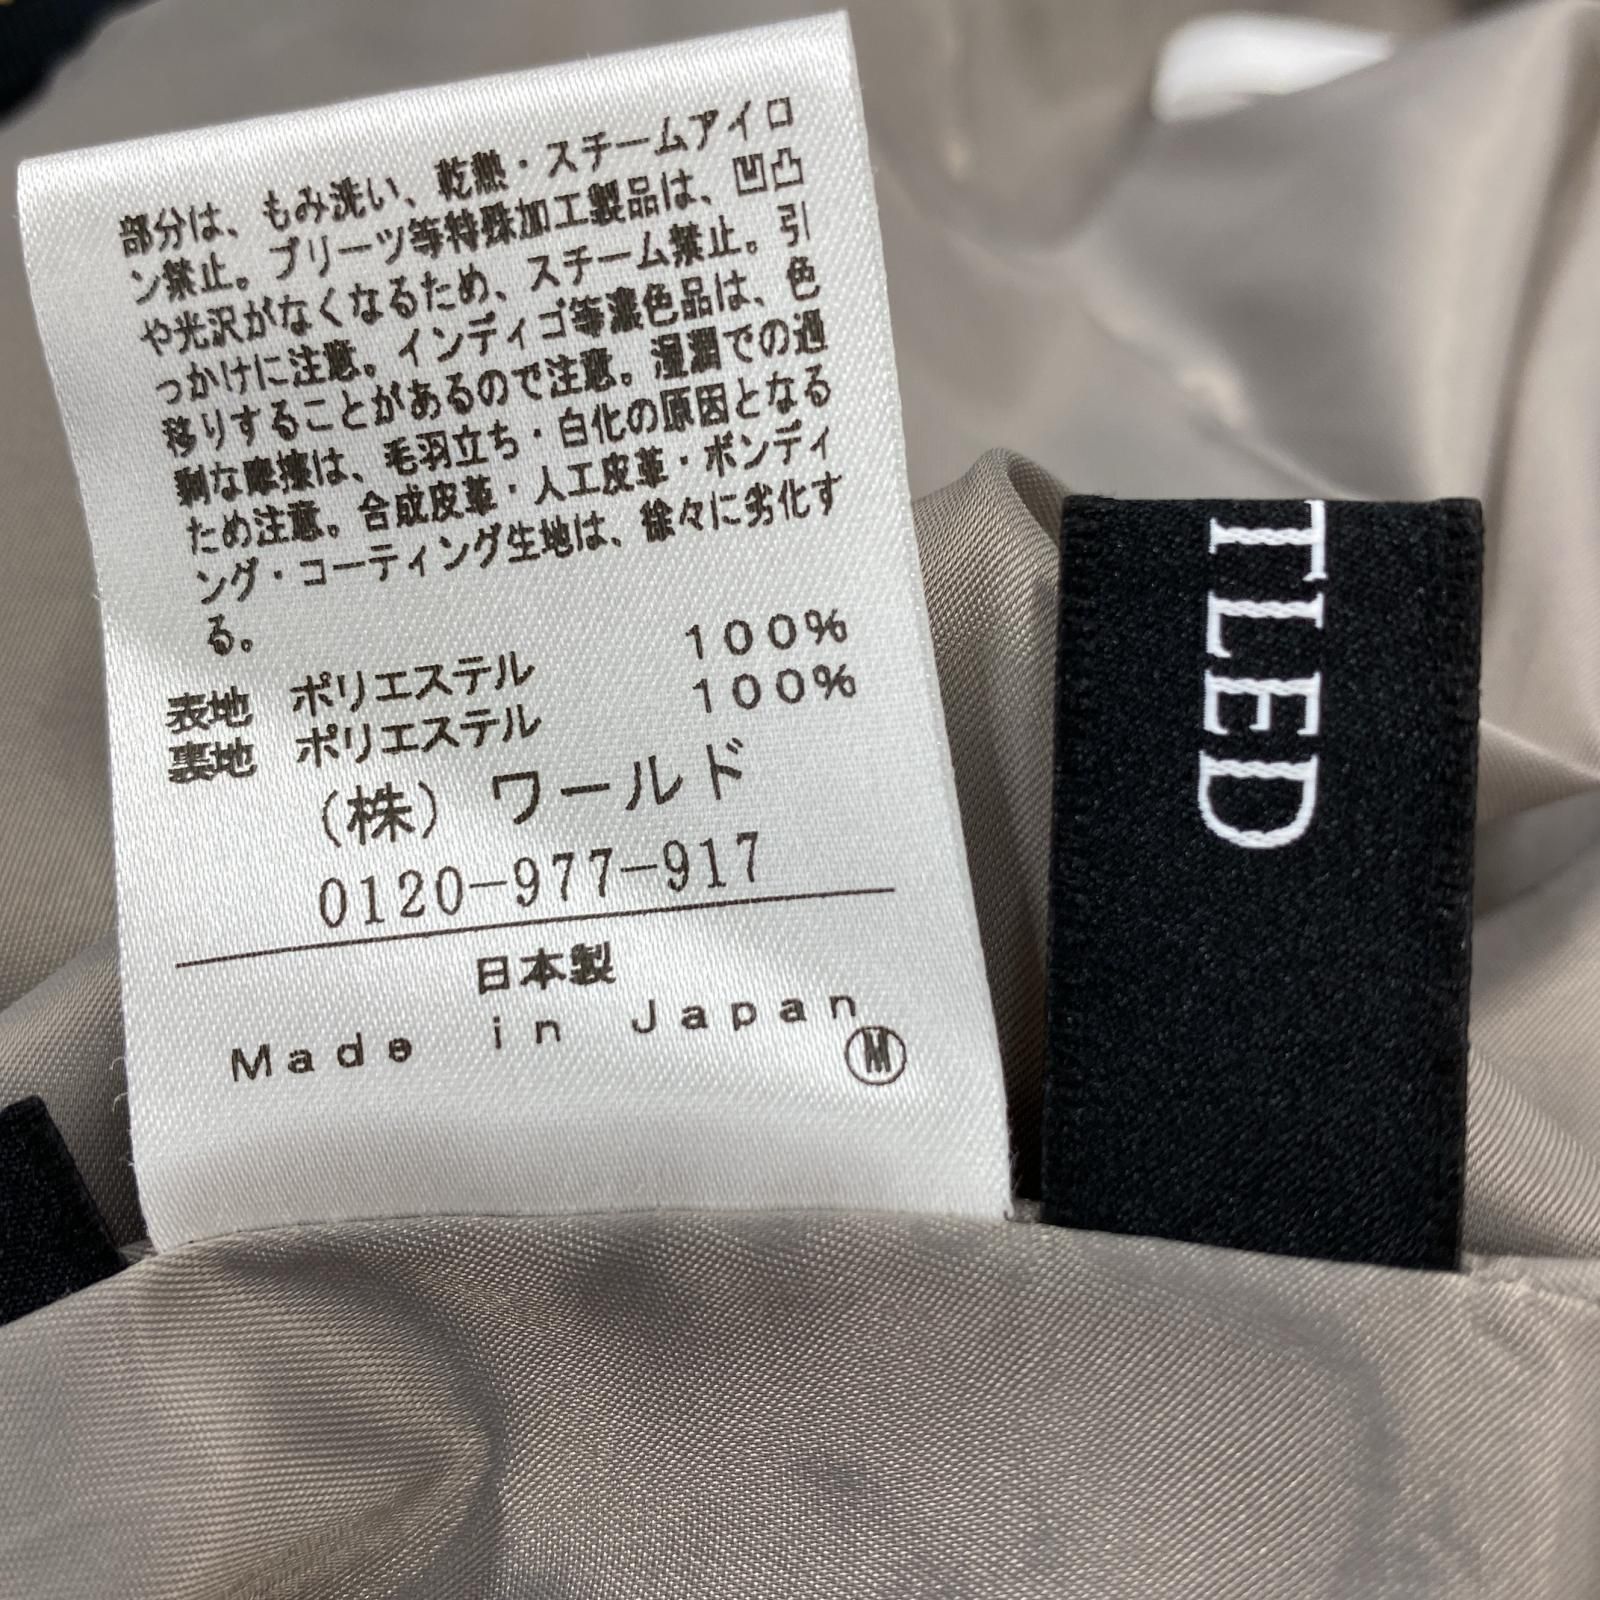 部分は、もみ洗い、乾熱・スチームアイロ
ン禁止。プリーツ等特殊加工製品は、凹凸
や光沢がなくなるため、スチーム禁止。引
っかけに注意。インディゴ等濃色品は、色
移りすることがあるので注意。湿潤での過
剰な摩擦は、毛羽立ち・白化の原因となる
ため注意。合成皮革・人工皮革・ボンディ
ング・コーティング生地は、徐々に劣化す
る。
表地 ポリエステル 100%
裏地 ポリエステル 100%
(株) ワールド
0120-977-917
日本製
Made in Japan
M
TLED